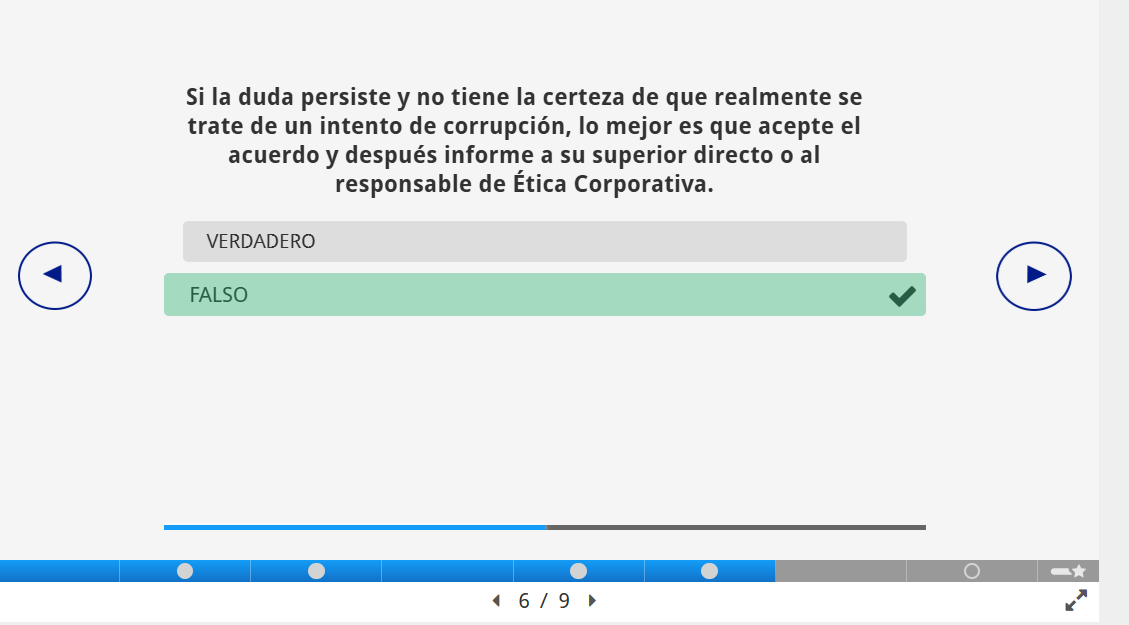 Si la duda persiste y no tiene la certeza de que realmente se
trate de un intento de corrupción, lo mejor es que acepte el
acuerdo y después informe a su superior directo o al
responsable de Ética Corporativa.
VERDADERO
FALSO
6 / 9